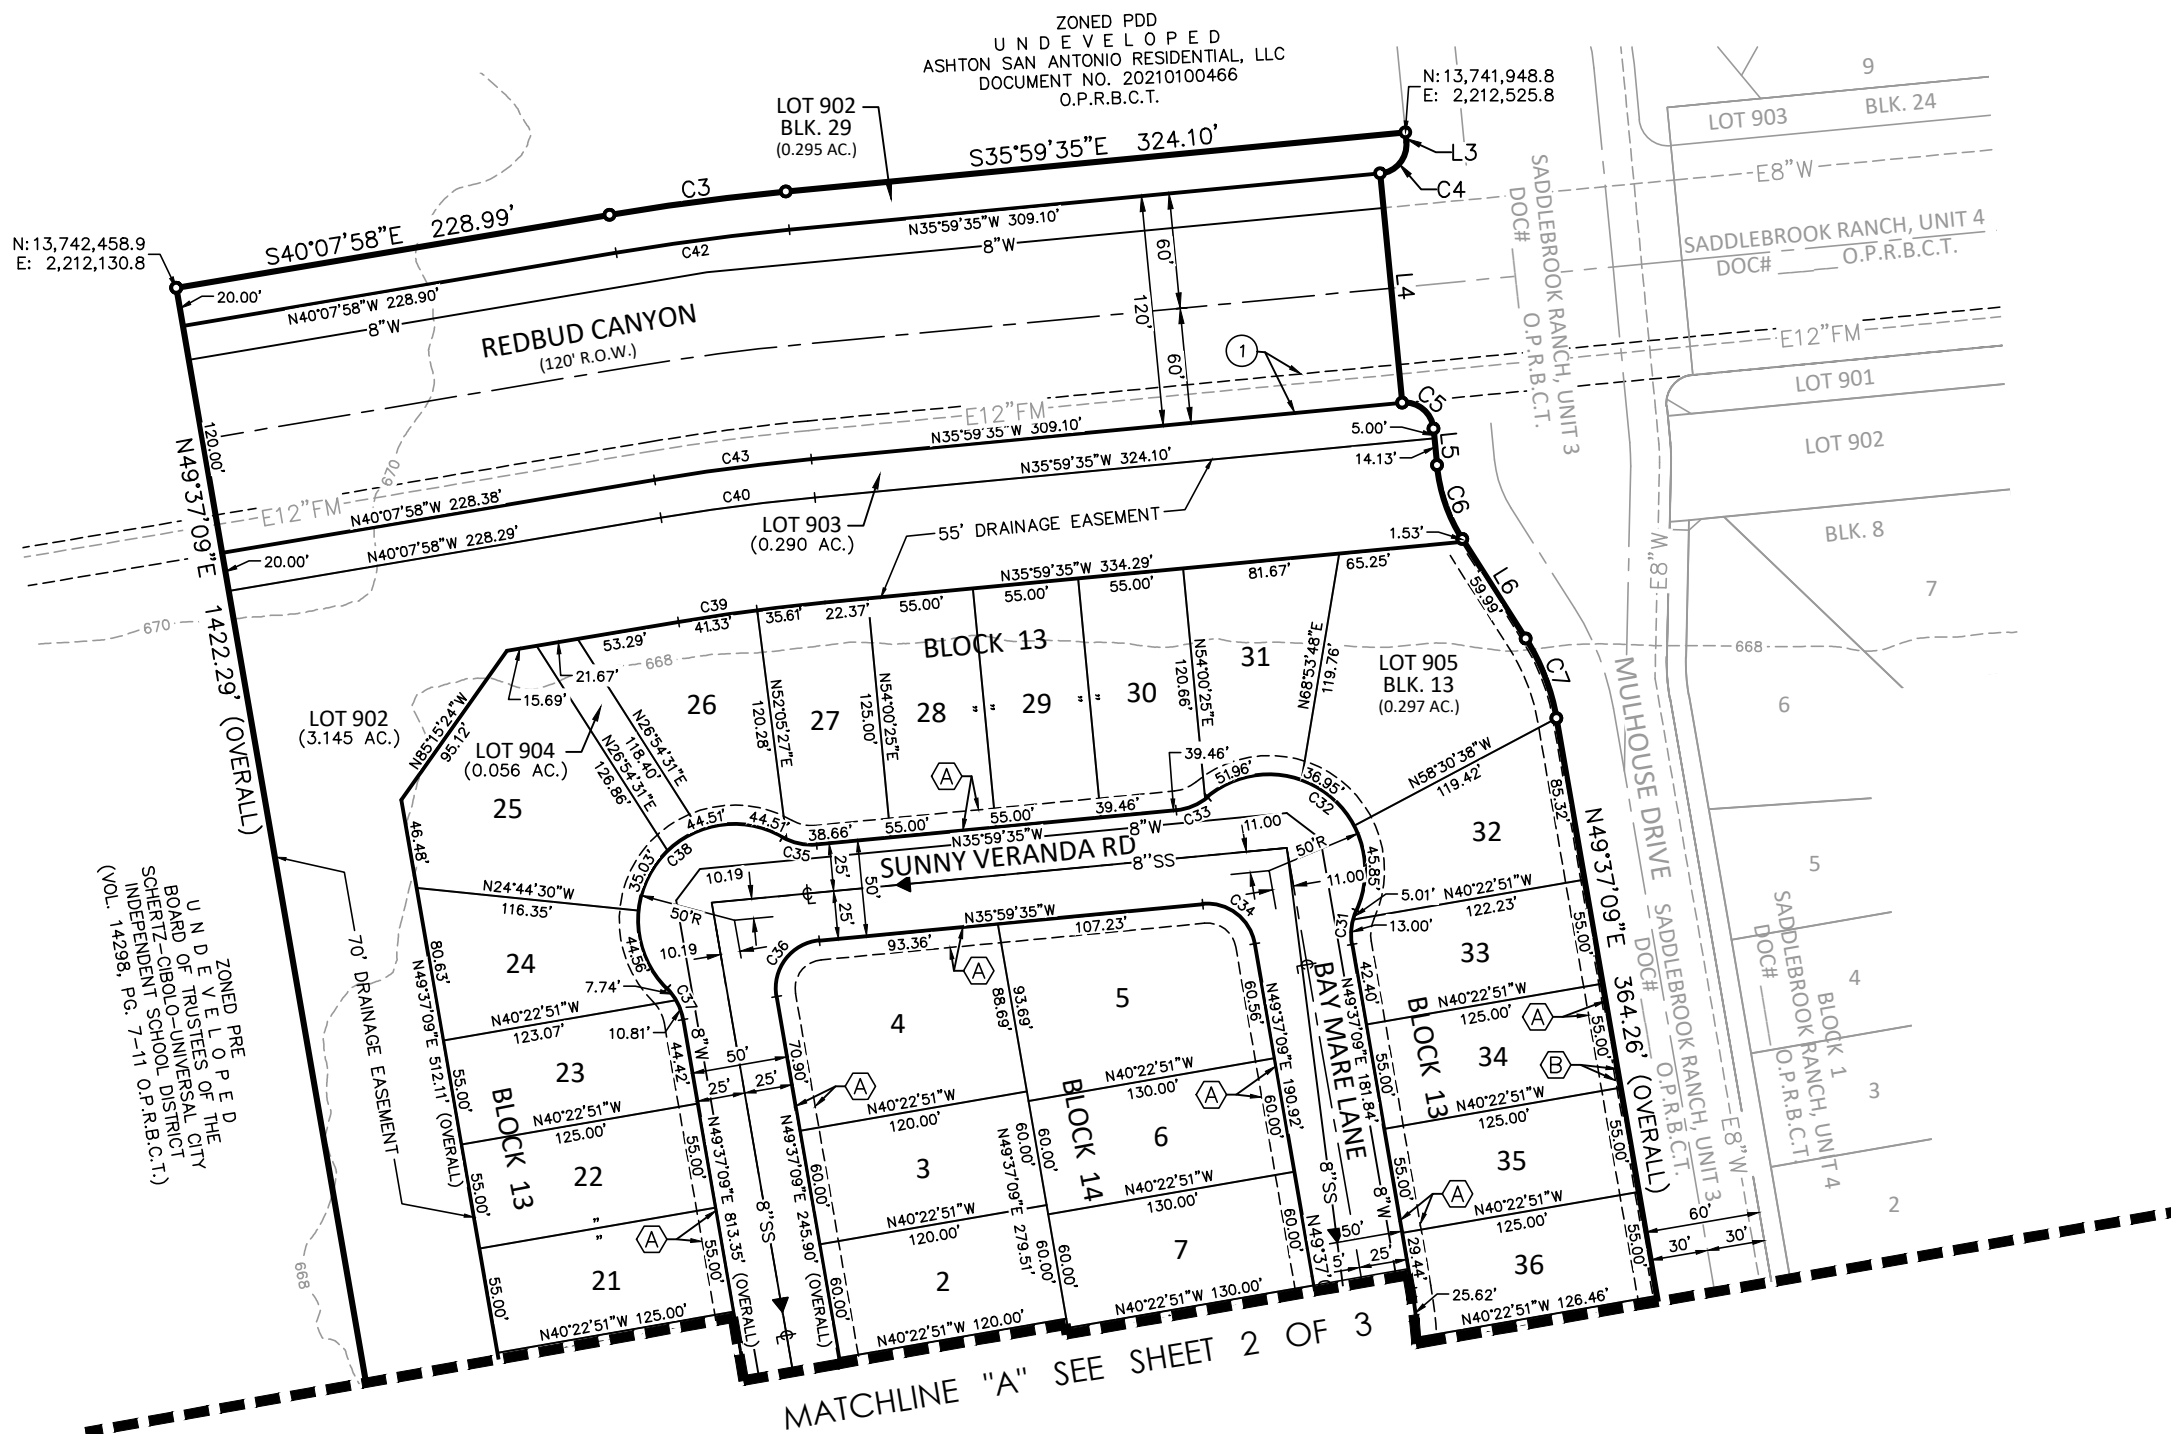 ZONED PDD
U N D E V E L O P E D
ASHTON SAN ANTONIO RESIDENTIAL, LLC
DOCUMENT NO. 20210100466
O.P.R.B.C.T.
N:13,741,948.8
E: 2,212,525.8
LOT 902
BLK. 29
(0.295 AC.)
S35°59'35"E 324.10'
L3
C4
C3
S40°07'58"E 228.99'
N:13,742,458.9
E: 2,212,130.8
20.00'
N40°07'58"W 228.90'
C42
N35°59'35"W 309.10'
8"W
8"W
REDBUD CANYON
(120' R.O.W.)
60'
120'
60'
1
L4
C5
5.00'
L5
14.13'
C6
1.53'
E12"FM
E12"FM
E12"FM
E8"W
120.00'
670
670
N49°37'09"E 1422.29' (OVERALL)
N40°07'58"W 228.38'
C43
N35°59'35"W 309.10'
N40°07'58"W 228.29'
C40
N35°59'35"W 324.10'
20.00'
LOT 903
(0.290 AC.)
55' DRAINAGE EASEMENT
9
LOT 903 BLK. 24
SADDLEBROOK RANCH, UNIT 4
DOC# _____ O.P.R.B.C.T.
SADDLEBROOK RANCH, UNIT 3
DOC# _____ O.P.R.B.C.T.
LOT 901
LOT 902
BLK. 8
7
E8"W
668
6
5
4
3
2
MULHOUSE DRIVE
SADDLEBROOK RANCH, UNIT 3
DOC# _____ O.P.R.B.C.T.
E8"W
BLOCK 1
SADDLEBROOK RANCH, UNIT 4
DOC# _____ O.P.R.B.C.T.
N35°59'35"W 334.29'
C39
53.29'
41.33'
35.61'
22.37'
55.00'
55.00'
55.00'
81.67'
65.25'
L6
59.99'
C7
668
21.67'
15.69'
BLOCK 13
26
27
28
29
30
31
" "
" "
N52°05'27"E
120.28'
N54°00'25"E
125.00'
N54°00'25"E
120.66'
N68°53'48"E
119.76'
LOT 905
BLK. 13
(0.297 AC.)
LOT 902
(3.145 AC.)
N85°15'24"W
95.12'
LOT 904
(0.056 AC.)
N26°54'31"E
118.40'
N26°54'31"E
126.86'
25
46.48'
A
39.46'
51.96'
36.95'
C32
C33
N58°30'38"W
119.42'
85.32'
44.51'
44.51'
38.66'
55.00'
55.00'
39.46'
35.03'
C38
C35
N35°59'35"W
8"W
SUNNY VERANDA RD
8"SS
11.00
50'R
11.00'
45.85'
32
25'
50'
25'
10.19
50'R
N24°44'30"W
116.35'
5.01'
N40°22'51"W
122.23'
13.00'
C31
N35°59'35"W
93.36'
107.23'
C34
C36
A
24
44.56'
10.19
80.63'
7.74'
C37
N40°22'51"W
123.07'
10.81'
8"W
23
44.42'
50'
25'
25'
70.90'
4
88.69'
93.69'
5
60.56'
N49°37'09"E 190.92'
BAY MARE LANE
42.40'
N49°37'09"E 181.84'
33
55.00'
N49°37'09"E 364.26' (OVERALL)
N40°22'51"W
125.00'
A
BLOCK 13
34
55.00'
B
55.00'
N40°22'51"W
125.00'
35
55.00'
55.00'
8"W
A
N40°22'51"W
125.00'
60'
30'
30'
36
55.00'
29.44'
25.62'
N40°22'51"W 126.46'
ZONED PRE
U N D E V E L O P E D
BOARD OF TRUSTEES OF THE
SCHERTZ-CIBOLO-UNIVERSAL CITY
INDEPENDENT SCHOOL DISTRICT
(VOL. 14298, PG. 7-11 O.P.R.B.C.T.)
70' DRAINAGE EASEMENT
668
N49°37'09"E 512.11' (OVERALL)
55.00'
BLOCK 13
N40°22'51"W
125.00'
55.00'
22
55.00'
"
"
A
21
55.00'
55.00'
N40°22'51"W 125.00'
N49°37'09"E 813.35' (OVERALL)
8"SS
A
N49°37'09"E 245.90' (OVERALL)
N40°22'51"W
120.00'
3
60.00'
N40°22'51"W
120.00'
2
60.00'
N40°22'51"W 120.00'
60.00'
60.00'
N49°37'09"E 279.51'
60.00'
60.00'
BLOCK 14
N40°22'51"W
130.00'
A
6
60.00'
N40°22'51"W
130.00'
7
60.00'
N40°22'51"W 130.00'
8"SS
50'
5'
25'
N49°37'
MATCHLINE "A" SEE SHEET 2 OF 3